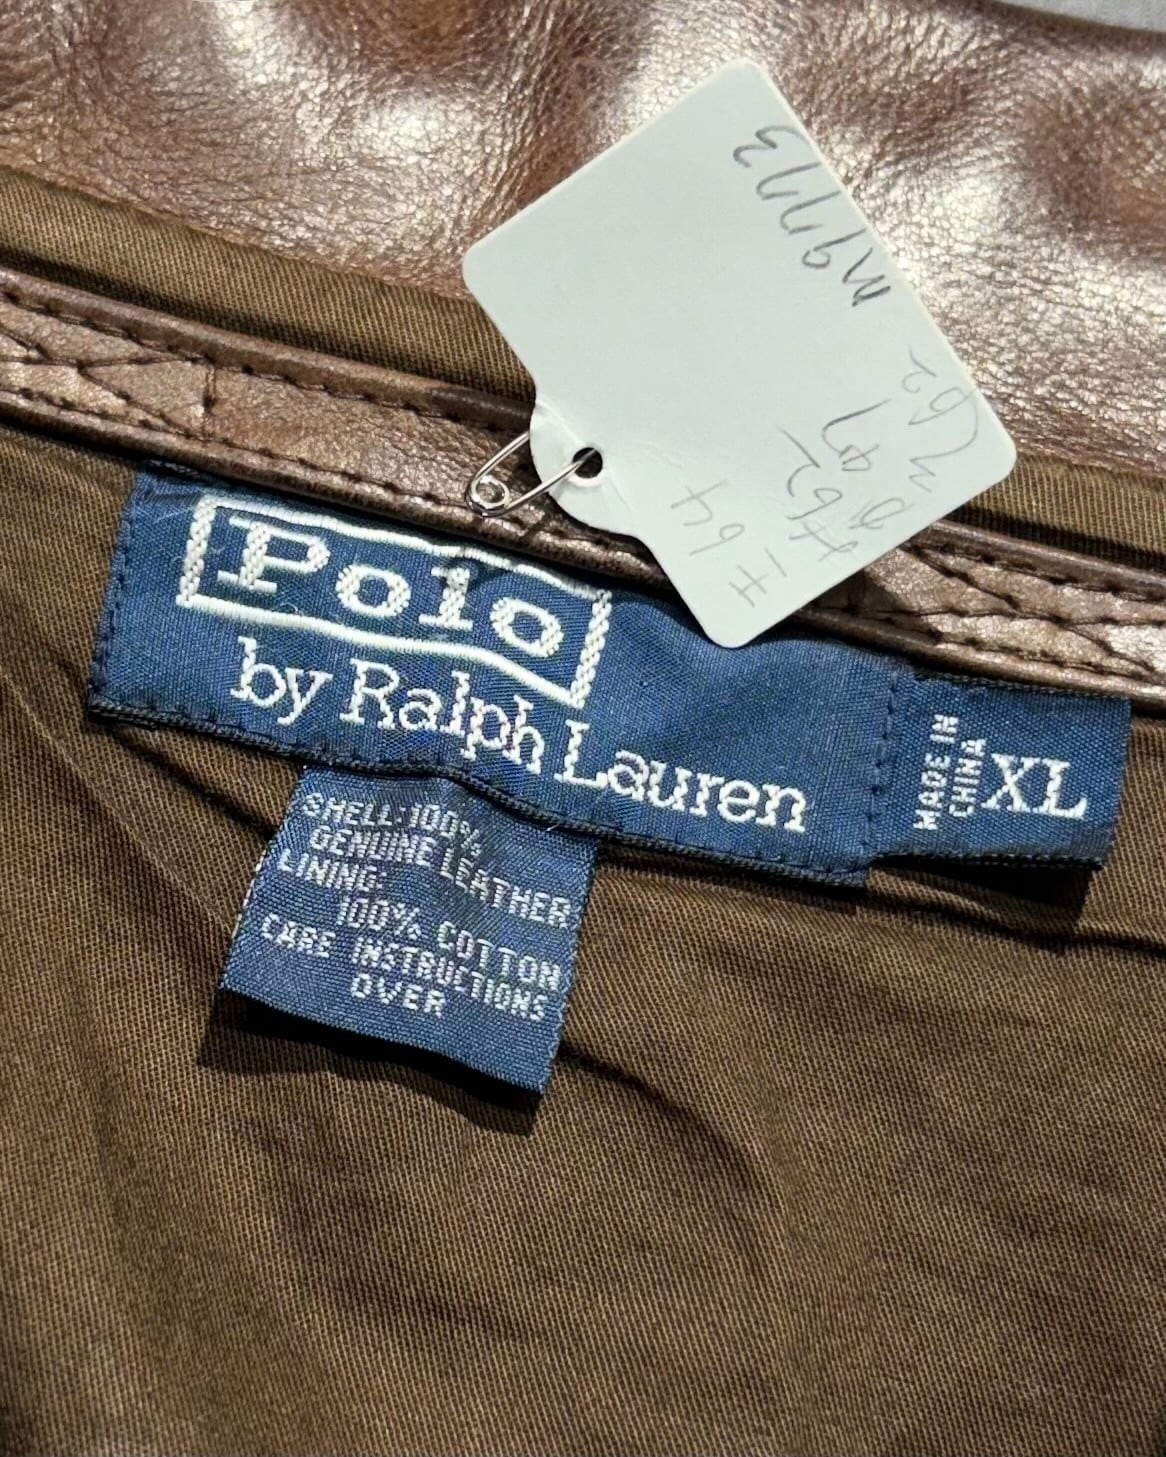 Polo
by Ralph Lauren
MADE IN
CHINA
XL
SHELL: 100%
GENUINE LEATHER
LINING:
100% COTTON
CARE INSTRUCTIONS
OVER